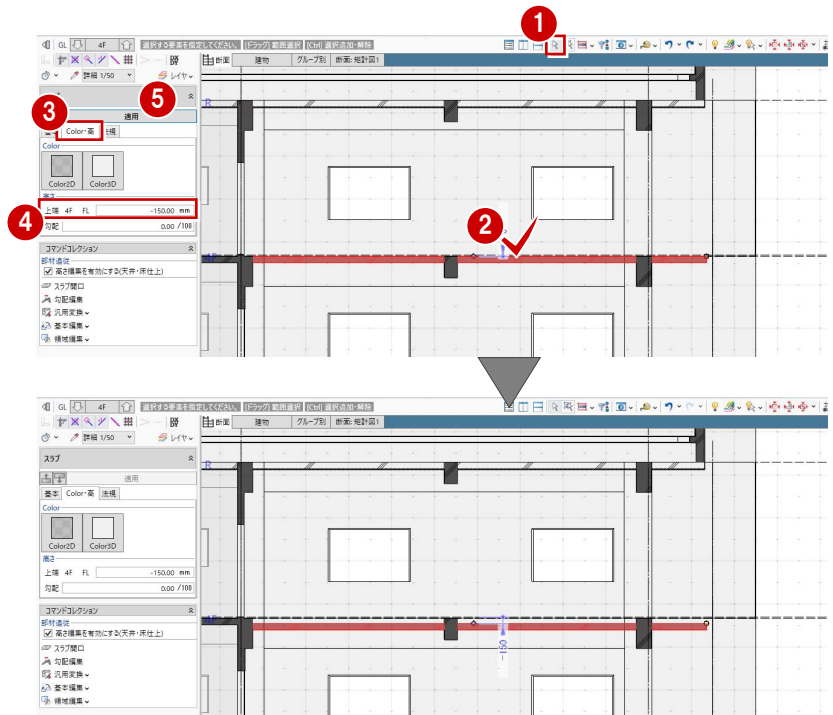 1
GL 4F 選択する要素を指定してください。 [ドラッグ]範囲選択 [Ctrl]選択追加・解除
詳細 1/50 レイヤ
断面 建物 グループ別 断面:矩計図1
5
適用
3
Color・高 法規
Color
Color2D Color3D
高さ
4
上端 4F FL -150.00 mm
勾配 0.00 /100
コマンドコレクション
部材追従
高さ編集を有効にする(天井・床仕上)
スラブ開口
勾配編集
汎用変換
基本編集
領域編集
R
2
GL 4F 選択する要素を指定してください。 [ドラッグ]範囲選択 [Ctrl]選択追加・解除
詳細 1/50 レイヤ
断面 建物 グループ別 断面:矩計図1
スラブ
適用
基本 Color・高 法規
Color
Color2D Color3D
高さ
上端 4F FL -150.00 mm
勾配 0.00 /100
コマンドコレクション
部材追従
高さ編集を有効にする(天井・床仕上)
スラブ開口
勾配編集
汎用変換
基本編集
領域編集
R
-150